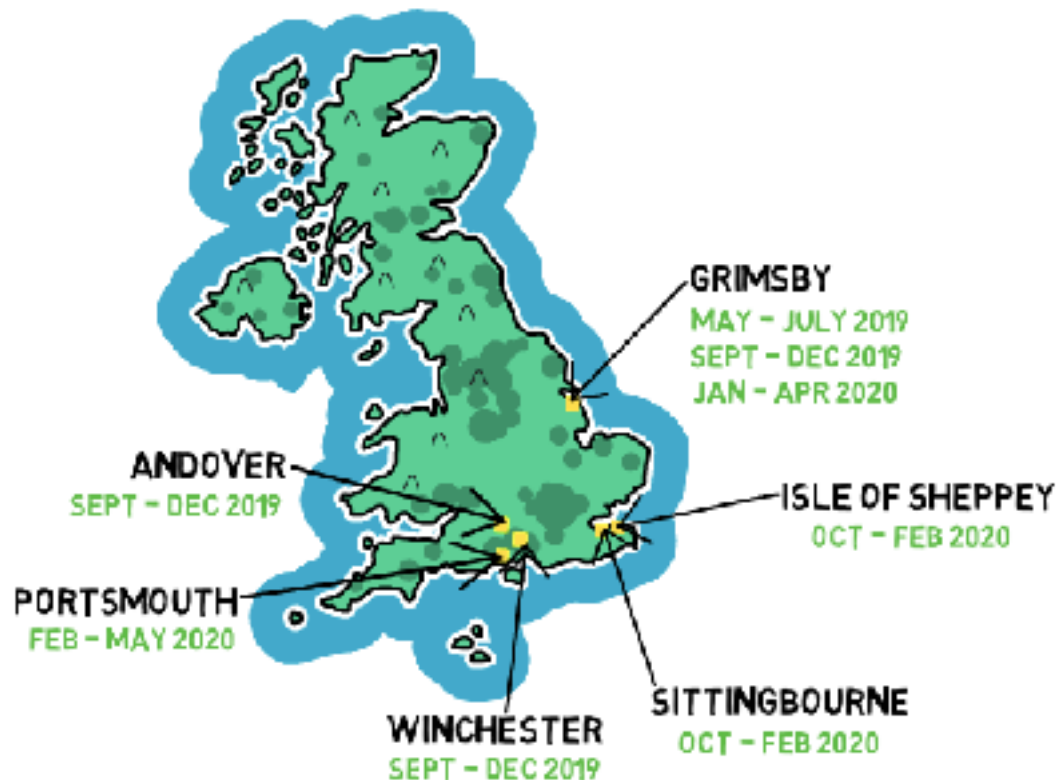 GRIMSBY
MAY - JULY 2019
SEPT - DEC 2019
JAN - APR 2020
ANDOVER
SEPT - DEC 2019
ISLE OF SHEPPEY
OCT - FEB 2020
PORTSMOUTH
FEB - MAY 2020
SITTINGBOURNE
OCT - FEB 2020
WINCHESTER
SEPT - DEC 2019